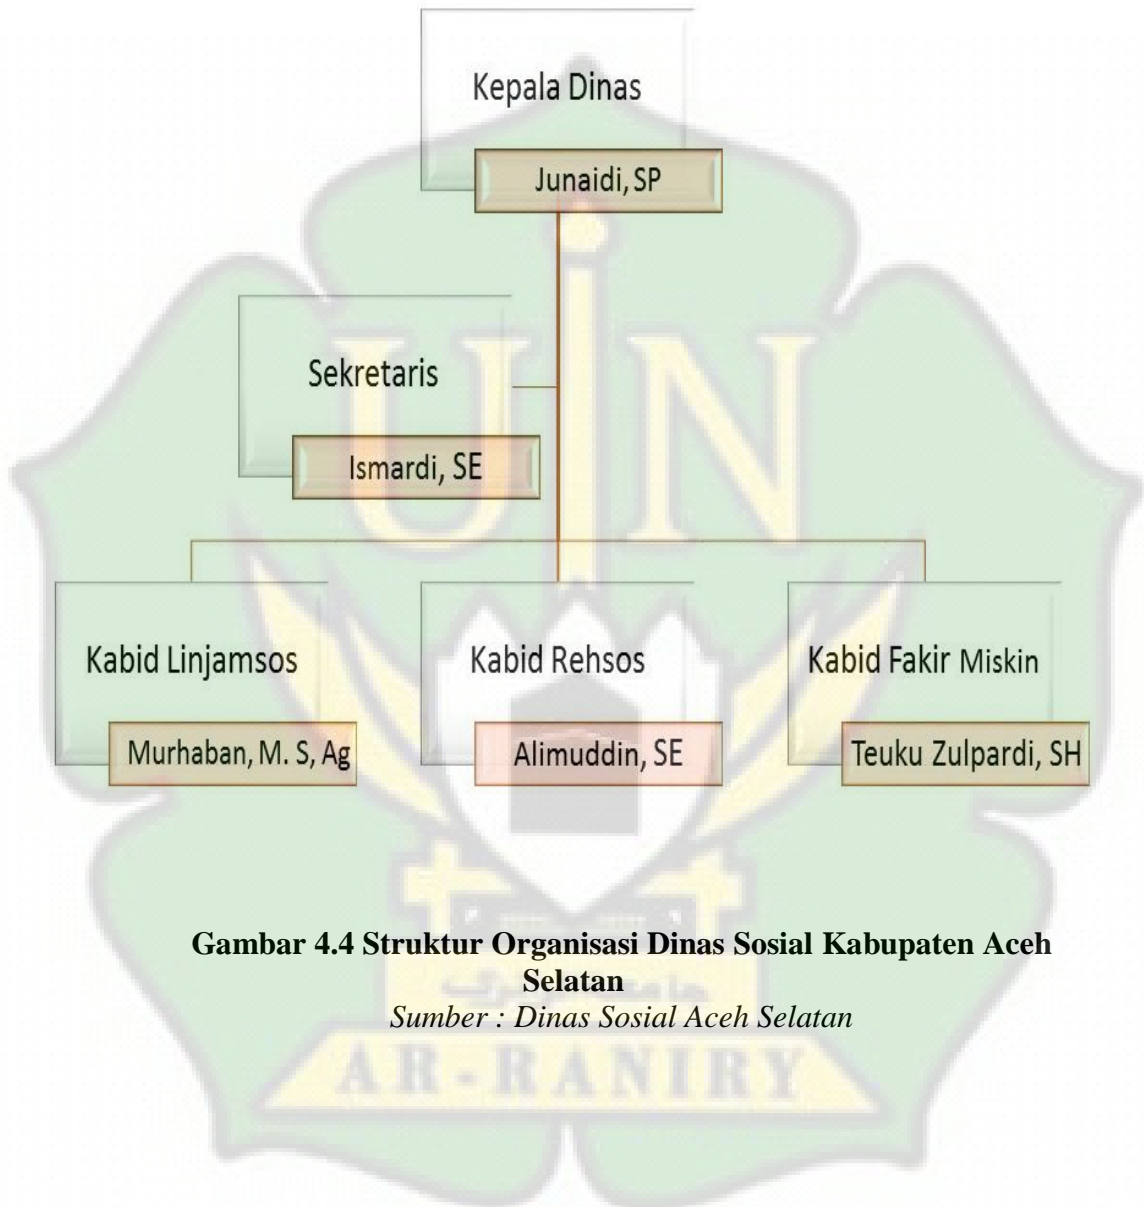 Kepala Dinas
Junaidi, SP
Sekretaris
Ismardi, SE
Kabid Linjamsos
Murhaban, M. S, Ag
Kabid Rehsos
Alimuddin, SE
Kabid Fakir Miskin
Teuku Zulpardi, SH
UIN
Gambar 4.4 Struktur Organisasi Dinas Sosial Kabupaten Aceh
Selatan
Sumber : Dinas Sosial Aceh Selatan
AR-RANIRY